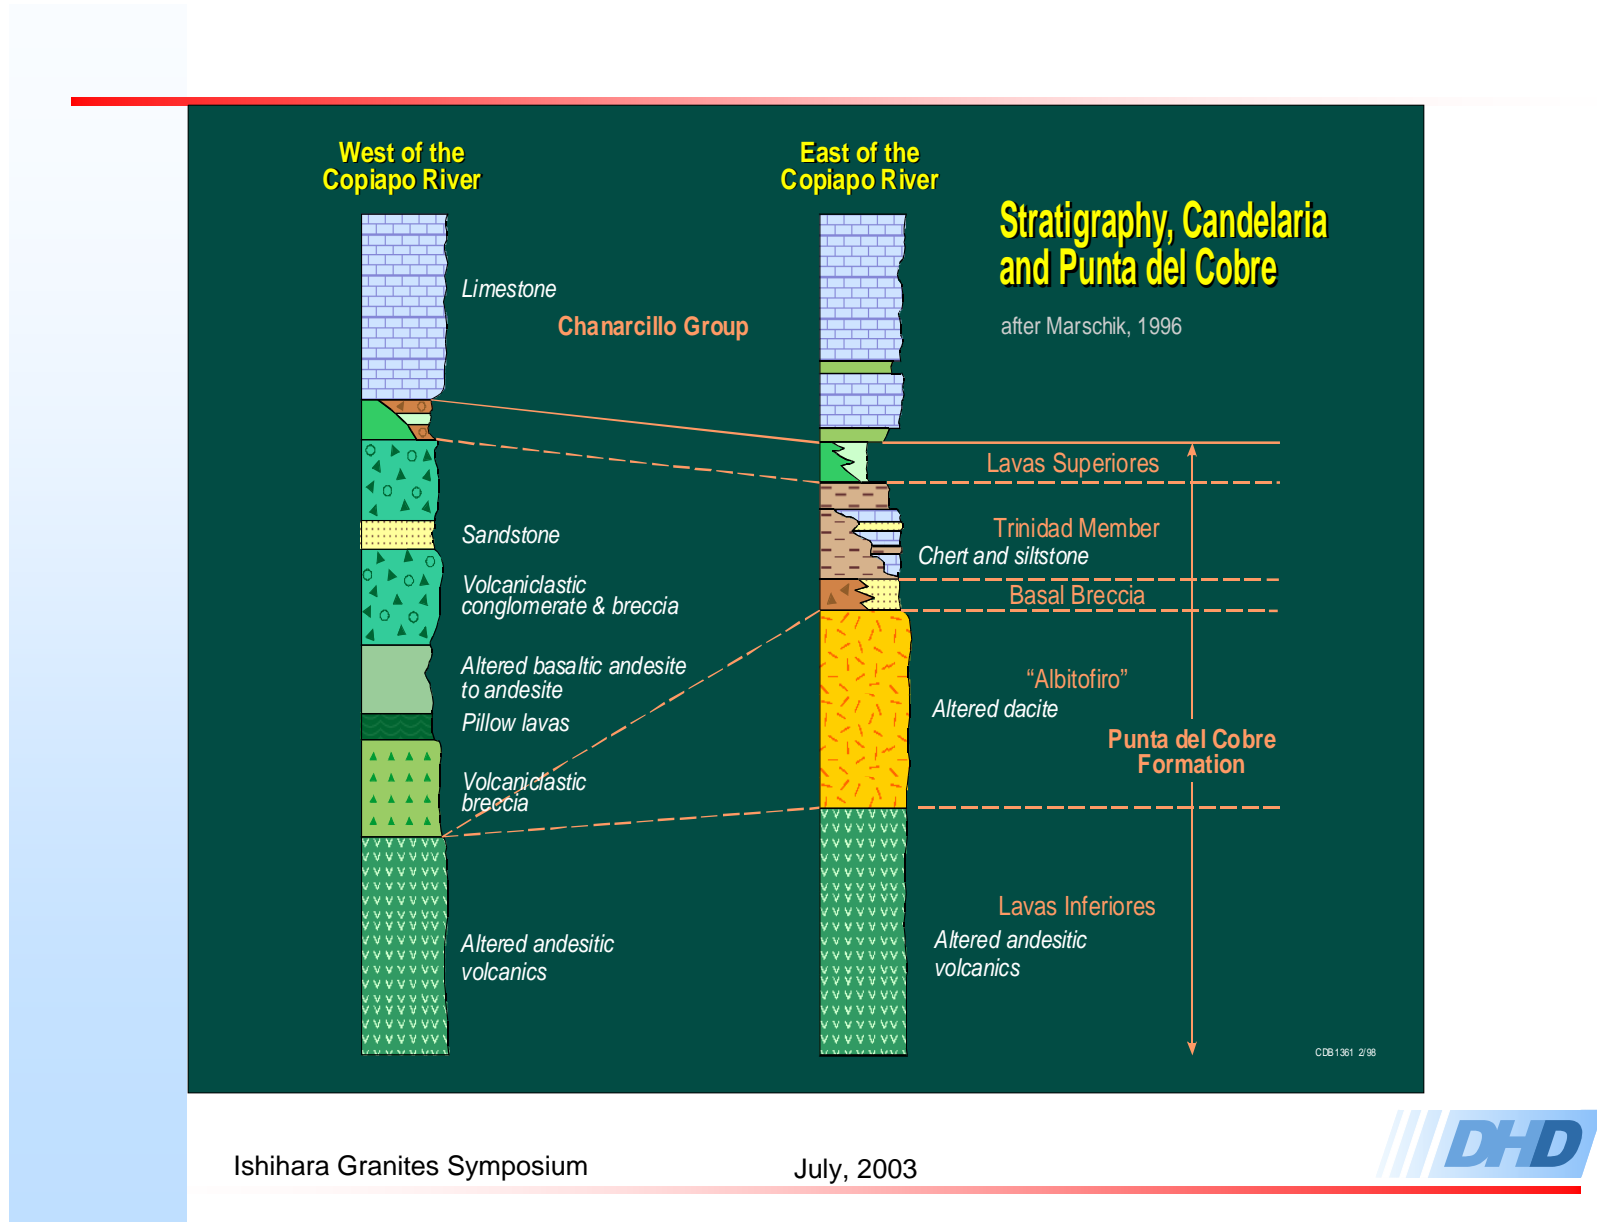 West of the
Copiapo River
East of the
Copiapo River
Stratigraphy, Candelaria
and Punta del Cobre
after Marschik, 1996
Limestone
Chanarcillo Group
Lavas Superiores
Trinidad Member
Chert and siltstone
Basal Breccia
Sandstone
Volcaniclastic
conglomerate & breccia
Altered basaltic andesite
to andesite
Pillow lavas
Volcaniclastic
breccia
“Albitofiro”
Altered dacite
Punta del Cobre
Formation
Altered andesitic
volcanics
Lavas Inferiores
Altered andesitic
volcanics
CDB1361 2/98
Ishihara Granites Symposium
July, 2003
DHD